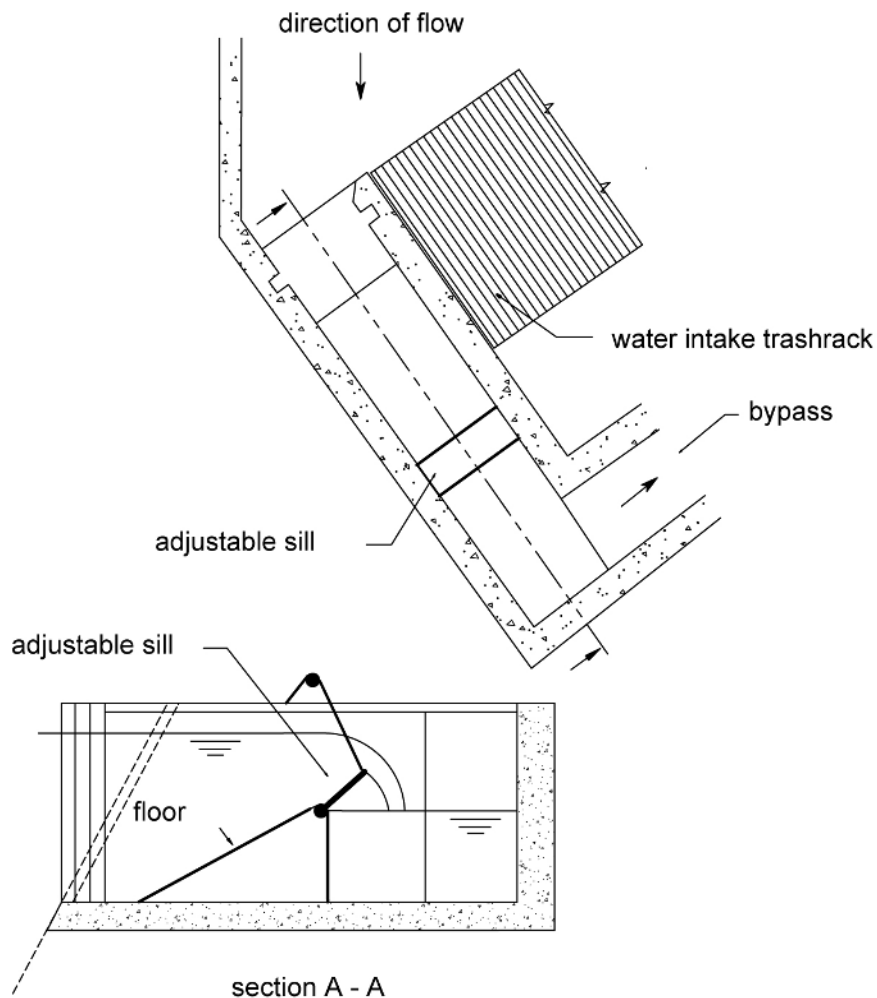 direction of flow
water intake trashrack
bypass
adjustable sill
adjustable sill
floor
section A - A